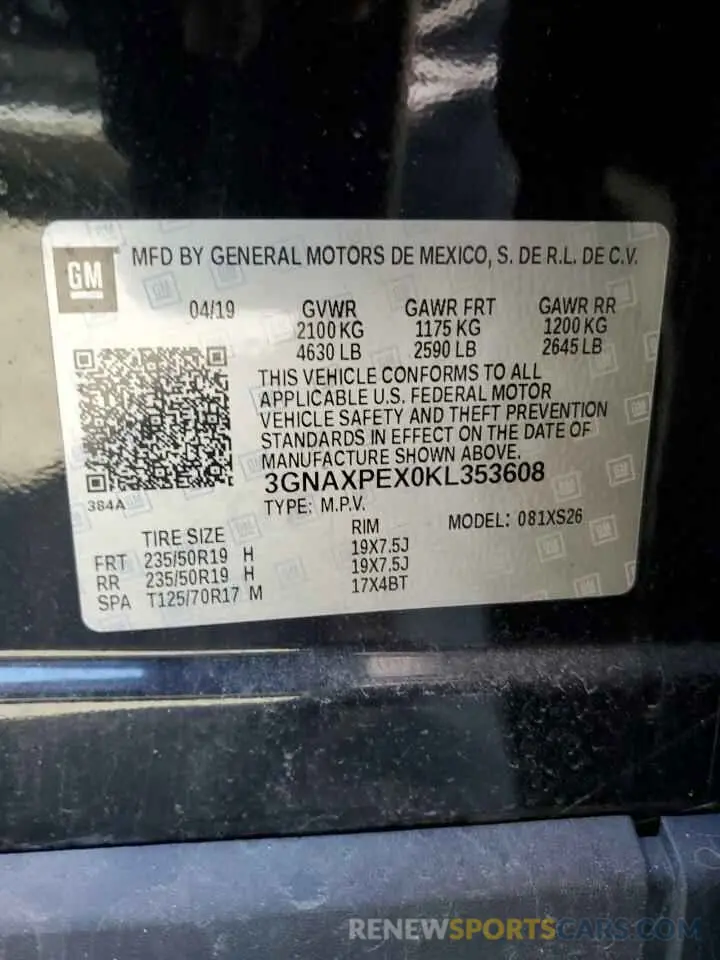 GM
MFD BY GENERAL MOTORS DE MEXICO, S. DE R.L. DE C.V.
04/19 GVWR GAWR FRT GAWR RR
2100 KG 1175 KG 1200 KG
4630 LB 2590 LB 2645 LB
THIS VEHICLE CONFORMS TO ALL
APPLICABLE U.S. FEDERAL MOTOR
VEHICLE SAFETY AND THEFT PREVENTION
STANDARDS IN EFFECT ON THE DATE OF
MANUFACTURE SHOWN ABOVE.
3GNAXPEX0KL353608
384A
TYPE: M.P.V.
MODEL: 081XS26
TIRE SIZE RIM
FRT 235/50R19 H 19X7.5J
RR 235/50R19 H 19X7.5J
SPA T125/70R17 M 17X4BT
RENEWSPORTSCARS.COM